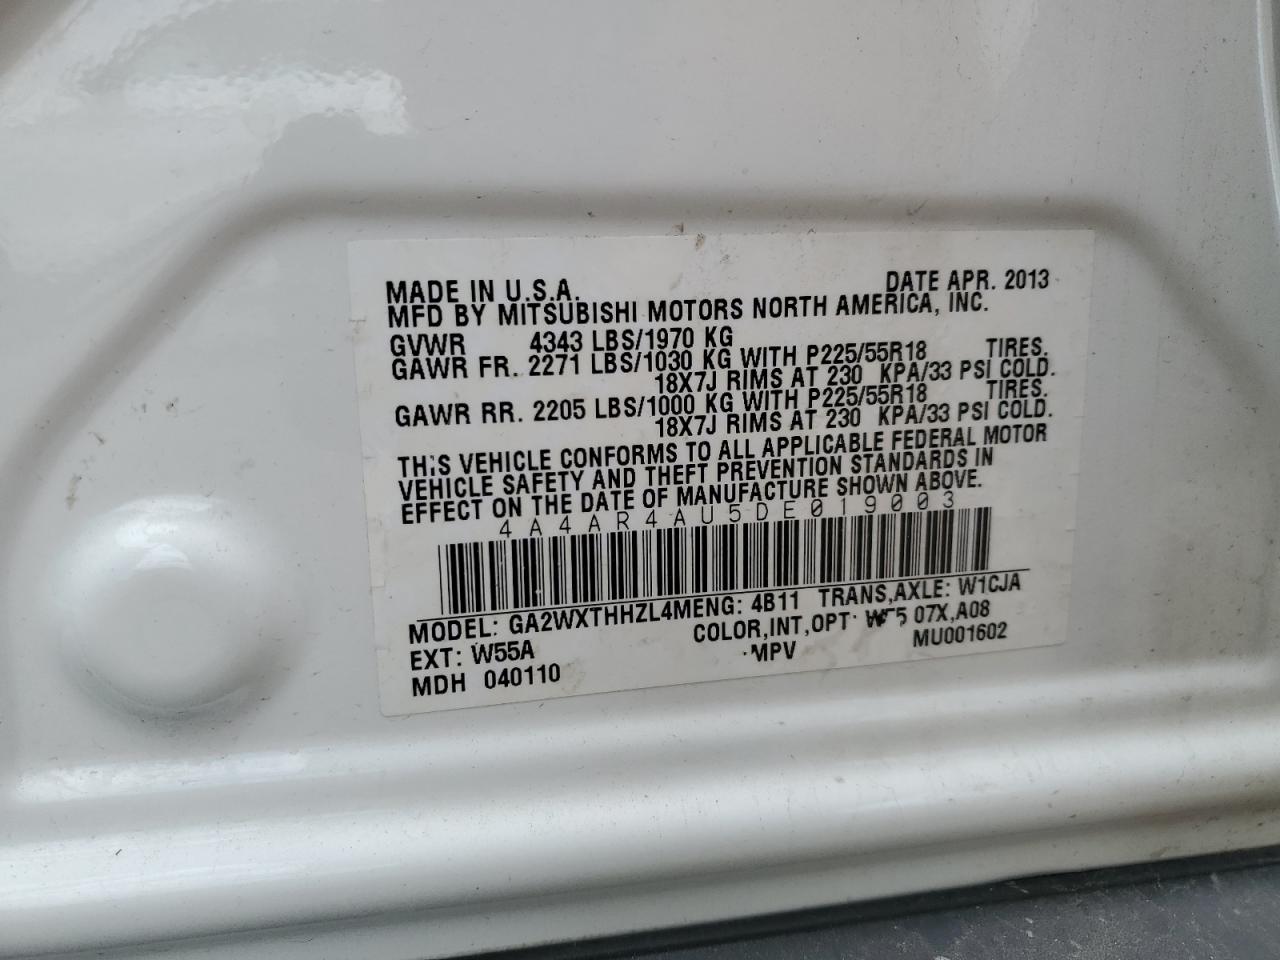 MADE IN U.S.A. DATE APR. 2013
MFD BY MITSUBISHI MOTORS NORTH AMERICA, INC.
GVWR 4343 LBS/1970 KG
GAWR FR. 2271 LBS/1030 KG WITH P225/55R18 TIRES.
18X7J RIMS AT 230 KPA/33 PSI COLD.
GAWR RR. 2205 LBS/1000 KG WITH P225/55R18 TIRES.
18X7J RIMS AT 230 KPA/33 PSI COLD.
THIS VEHICLE CONFORMS TO ALL APPLICABLE FEDERAL MOTOR
VEHICLE SAFETY AND THEFT PREVENTION STANDARDS IN
EFFECT ON THE DATE OF MANUFACTURE SHOWN ABOVE.
4A4AR4AU5DE019003
MODEL: GA2WXTHHZL4MENG: 4B11 TRANS,AXLE: W1CJA
EXT: W55A COLOR,INT,OPT: 07X,A08
MDH 040110 MPV MU001602